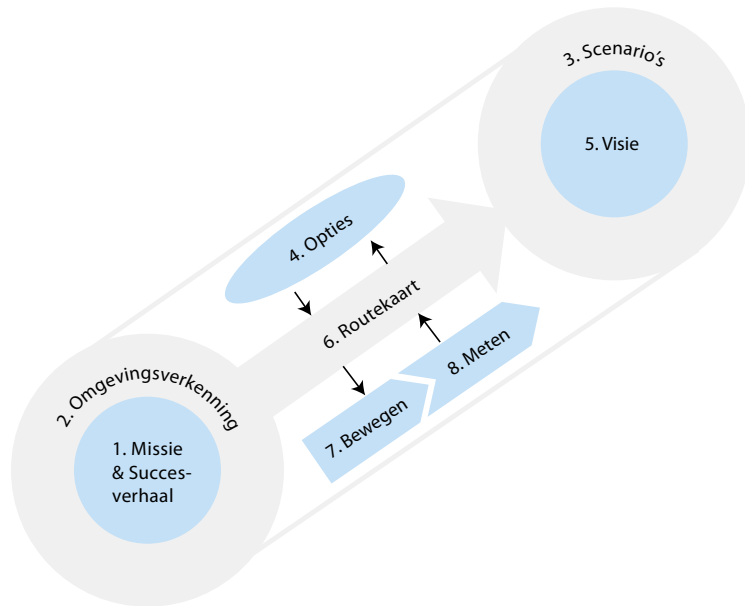 3. Scenario's
5. Visie
4. Opties
6. Routekaart
8. Meten
7. Bewegen
2. Omgevingsverkenning
1. Missie
& Succes-
verhaal